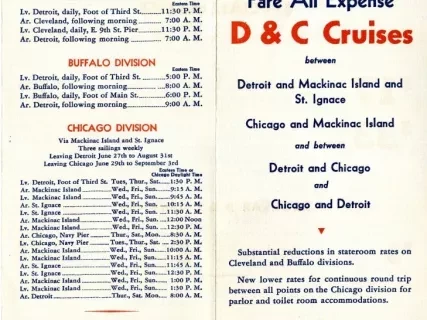 Eastern Time
Lv. Detroit, daily, Foot of Third St. 11:30 P. M.
Ar. Cleveland, following morning 7:00 A. M.
Lv. Cleveland, daily, E. 9th St. Pier 11:30 P. M.
Ar. Detroit, following morning 7:00 A. M.
BUFFALO DIVISION
Eastern Time
Lv. Detroit, daily, Foot of Third St. 5:00 P. M.
Ar. Buffalo, following morning 8:00 A. M.
Lv. Buffalo, daily, Foot of Main St. 6:00 P. M.
Ar. Detroit, following morning 9:00 A. M.
CHICAGO DIVISION
Via Mackinac Island and St. Ignace
Three sailings weekly
Leaving Detroit June 27th to August 31st
Leaving Chicago June 29th to September 3rd
Eastern Time or
Chicago Daylight Time
Lv. Detroit, Foot of Third St. Tues., Thur., Sat. 1:30 P. M.
Ar. Mackinac Island Wed., Fri., Sun. 9:15 A. M.
Lv. Mackinac Island Wed., Fri., Sun. 9:45 A. M.
Ar. St. Ignace Wed., Fri., Sun. 10:15 A. M.
Lv. St. Ignace Wed., Fri., Sun. 11:30 A. M.
Ar. Mackinac Island Wed., Fri., Sun. 12:00 Noon
Lv. Mackinac Island Wed., Fri., Sun. 12:30 P. M.
Ar. Chicago, Navy Pier Thur., Sat., Mon. 8:30 A. M.
Lv. Chicago, Navy Pier Tues., Thur., Sat. 2:30 P. M.
Ar. Mackinac Island Wed., Fri., Sun. 10:00 A. M.
Lv. Mackinac Island Wed., Fri., Sun. 11:15 A. M.
Ar. St. Ignace Wed., Fri., Sun. 11:45 A. M.
Lv. St. Ignace Wed., Fri., Sun. 12:30 P. M.
Ar. Mackinac Island Wed., Fri., Sun. 1:00 P. M.
Lv. Mackinac Island Wed., Fri., Sun. 1:30 P. M.
Ar. Detroit Thur., Sat., Mon. 8:00 A. M.
Fare All Expense
D & C Cruises
between
Detroit and Mackinac Island and
St. Ignace
Chicago and Mackinac Island
and between
Detroit and Chicago
and
Chicago and Detroit
Substantial reductions in stateroom rates on
Cleveland and Buffalo divisions.
New lower rates for continuous round trip
between all points on the Chicago division for
parlor and toilet room accommodations.